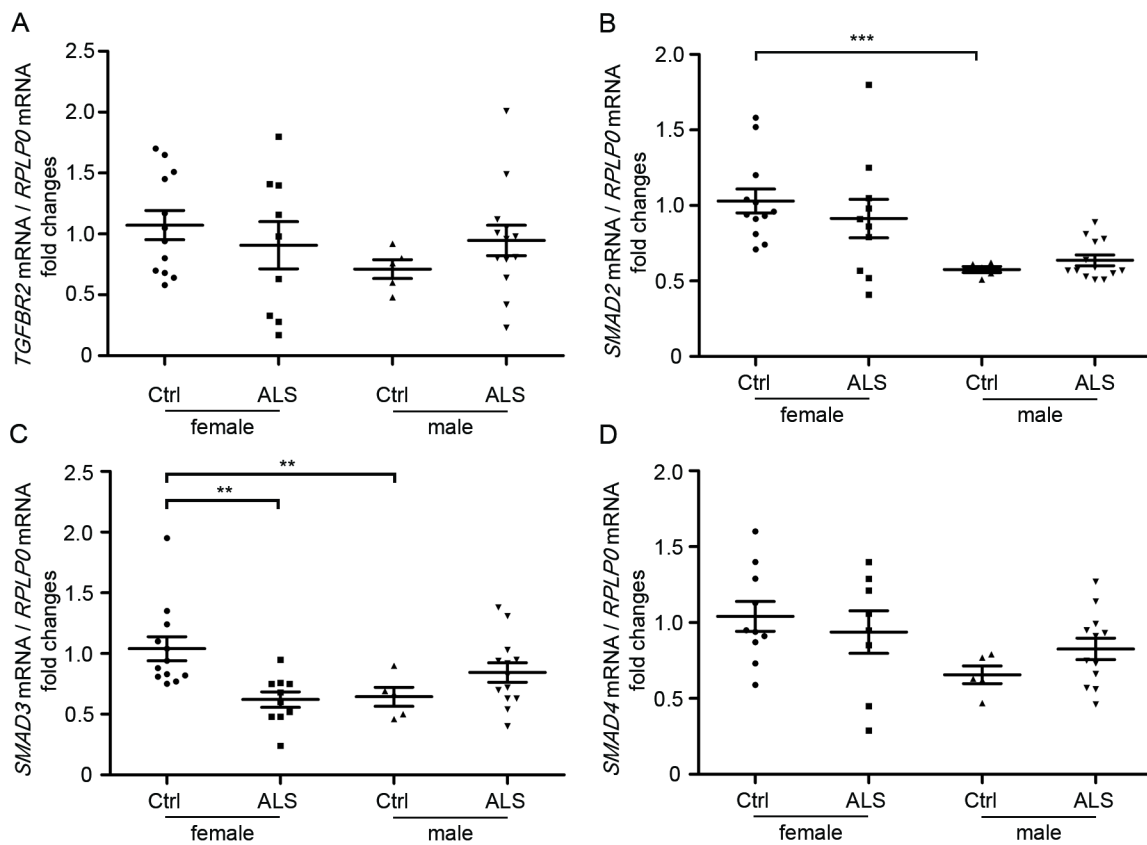 A
TGFBR2 mRNA / RPLP0 mRNA
fold changes
2.5
2.0
1.5
1.0
0.5
0
Ctrl ALS Ctrl ALS
female male
B
SMAD2 mRNA / RPLP0 mRNA
fold changes
***
2.0
1.5
1.0
0.5
0
Ctrl ALS Ctrl ALS
female male
C
SMAD3 mRNA / RPLP0 mRNA
fold changes
**
**
2.5
2.0
1.5
1.0
0.5
0
Ctrl ALS Ctrl ALS
female male
D
SMAD4 mRNA / RPLP0 mRNA
fold changes
2.0
1.5
1.0
0.5
0
Ctrl ALS Ctrl ALS
female male